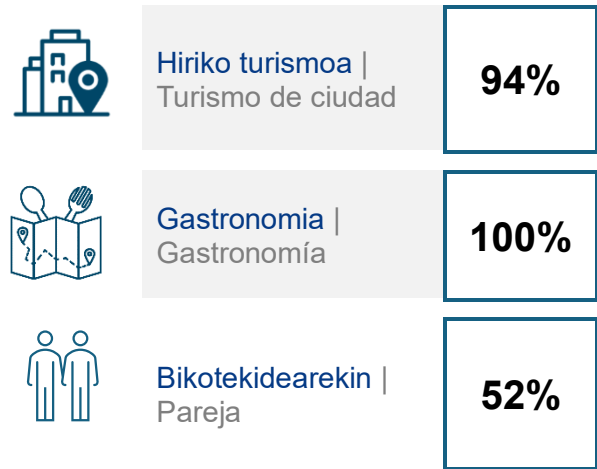 Hiriko turismoa |
Turismo de ciudad
94%
Gastronomia |
Gastronomía
100%
Bikotekidearekin |
Pareja
52%